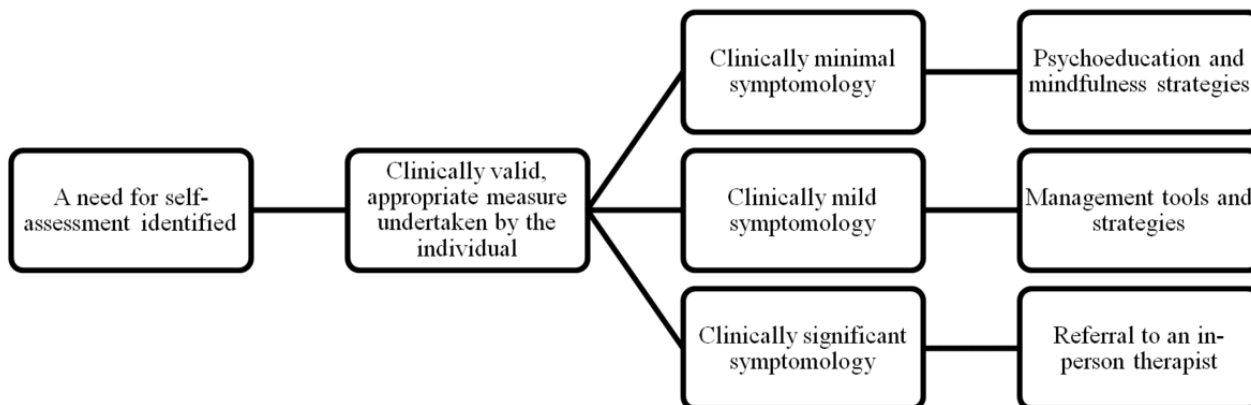 A need for self-
assessment identified
Clinically valid,
appropriate measure
undertaken by the
individual
Clinically minimal
symptomology
Psychoeducation and
mindfulness strategies
Clinically mild
symptomology
Management tools and
strategies
Clinically significant
symptomology
Referral to an in-
person therapist